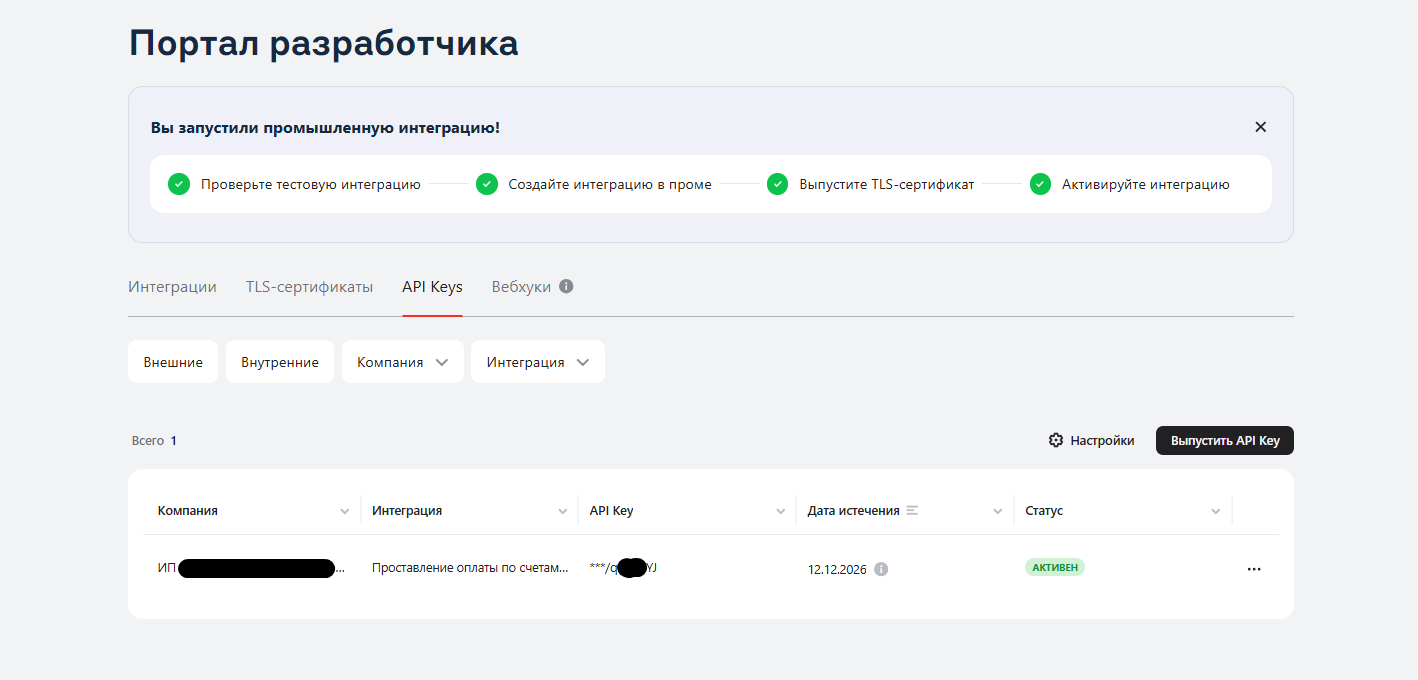 Портал разработчика
Вы запустили промышленную интеграцию!
Проверьте тестовую интеграцию Создайте интеграцию в проме Выпустите TLS-сертификат Активируйте интеграцию
Интеграции TLS-сертификаты API Keys Вебхуки
Внешние Внутренние Компания Интеграция
Всего 1 Настройки Выпустить API Key
Компания Интеграция API Key Дата истечения Статус
ИП ... Проставление оплаты по счетам... ***/q YJ 12.12.2026 АКТИВЕН